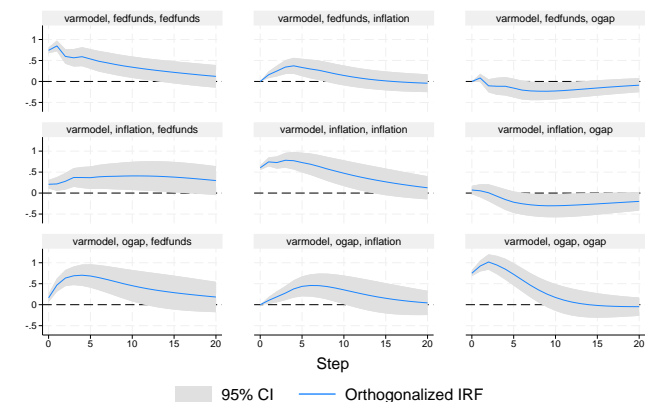 varmodel, fedfunds, fedfunds varmodel, fedfunds, inflation varmodel, fedfunds, ogap
1
.5
0
-.5
varmodel, inflation, fedfunds varmodel, inflation, inflation varmodel, inflation, ogap
1
.5
0
-.5
varmodel, ogap, fedfunds varmodel, ogap, inflation varmodel, ogap, ogap
1
.5
0
-.5
0 5 10 15 20 0 5 10 15 20 0 5 10 15 20
Step
95% CI Orthogonalized IRF